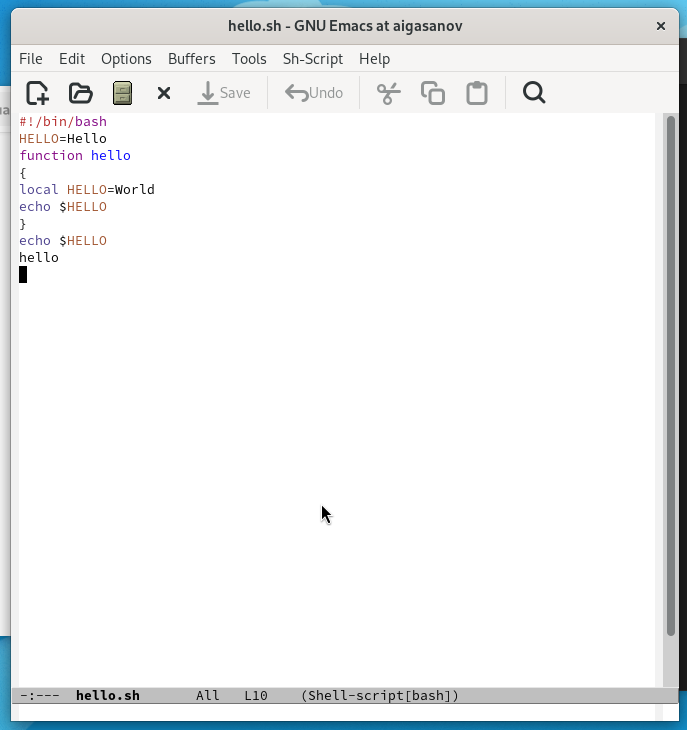 hello.sh - GNU Emacs at aigasanov
File Edit Options Buffers Tools Sh-Script Help
Save Undo
#!/bin/bash
HELLO=Hello
function hello
{
local HELLO=World
echo $HELLO
}
echo $HELLO
hello
-:--- hello.sh All L10 (Shell-script[bash])